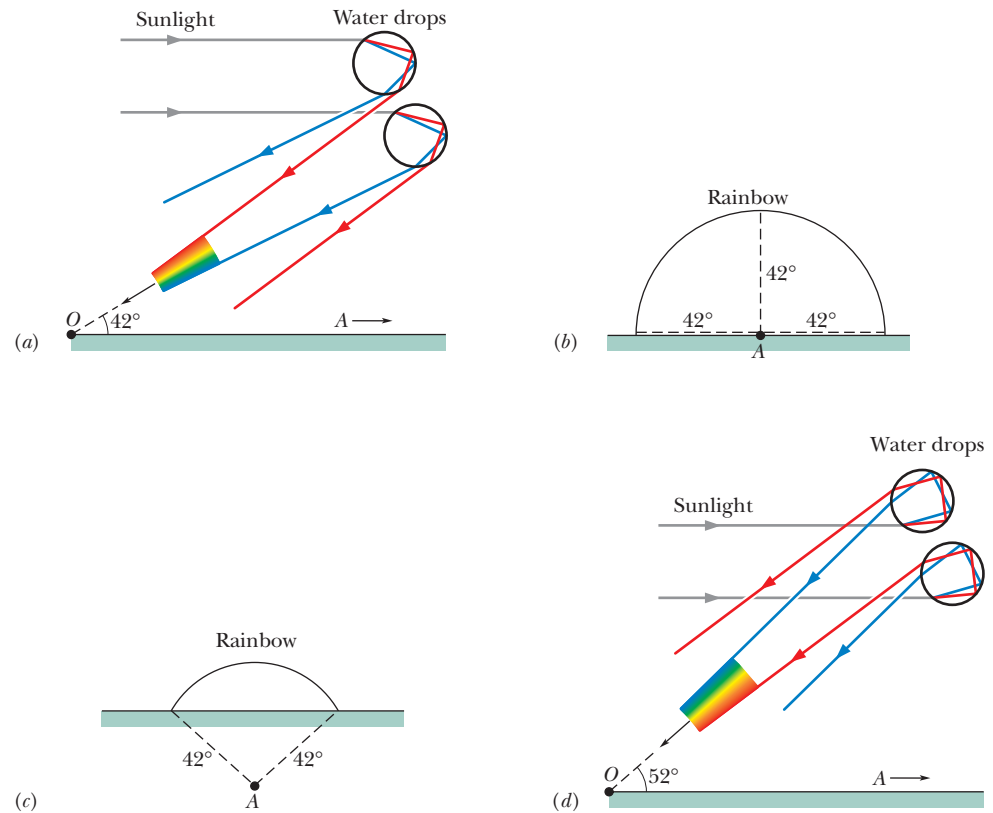 Sunlight
Water drops
O
42°
A
(a)
Rainbow
42°
42°
42°
A
(b)
Rainbow
42°
42°
A
(c)
Water drops
Sunlight
O
52°
A
(d)